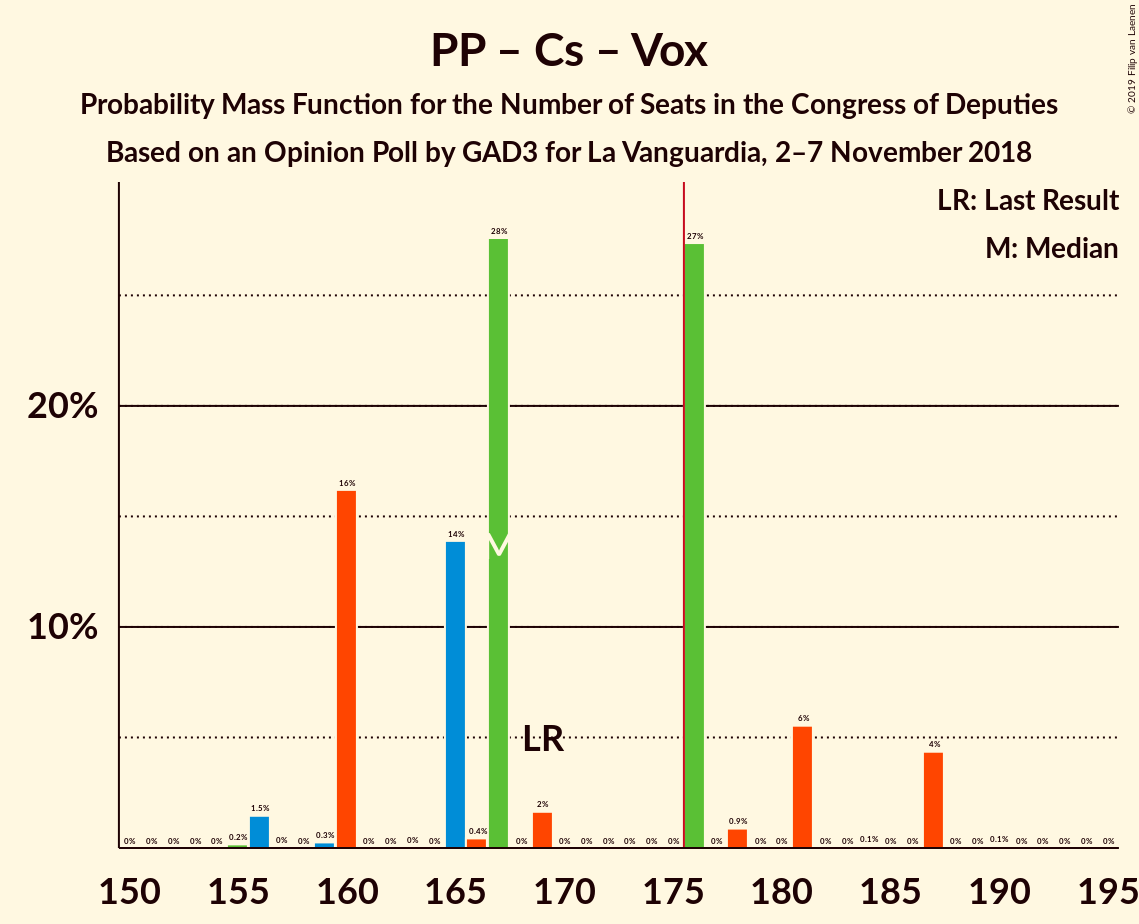 PP – Cs – Vox
Probability Mass Function for the Number of Seats in the Congress of Deputies
Based on an Opinion Poll by GAD3 for La Vanguardia, 2–7 November 2018
© 2019 Filip van Laenen
LR: Last Result
M: Median
20%
10%
0% 0% 0% 0% 0% 0.2% 1.5% 0% 0% 0.3% 16% 0% 0% 0% 0% 14% 0.4% 28% 0% 2% 0% 0% 0% 0% 0% 0% 27% 0% 0.9% 0% 0% 6% 0% 0% 0.1% 0% 0% 4% 0% 0% 0.1% 0% 0% 0% 0% 0%
M
LR
150 155 160 165 170 175 180 185 190 195